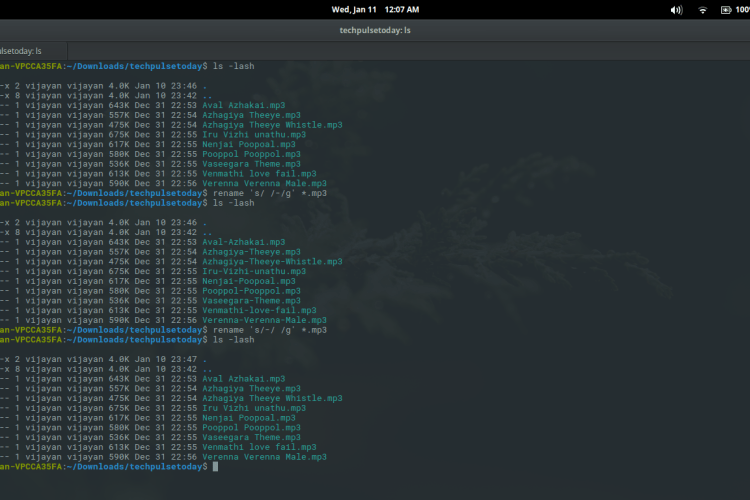 Wed, Jan 11 12:07 AM 100
techpulsetoday: ls
lsetoday: ls
an-VPCCA35FA:~/Downloads/techpulsetoday$ ls -lash
-x 2 vijayan vijayan 4.0K Jan 10 23:46 .
-x 8 vijayan vijayan 4.0K Jan 10 23:42 ..
-- 1 vijayan vijayan 643K Dec 31 22:53 Aval Azhakai.mp3
-- 1 vijayan vijayan 557K Dec 31 22:54 Azhagiya Theeye.mp3
-- 1 vijayan vijayan 475K Dec 31 22:54 Azhagiya Theeye Whistle.mp3
-- 1 vijayan vijayan 675K Dec 31 22:55 Iru Vizhi unathu.mp3
-- 1 vijayan vijayan 617K Dec 31 22:55 Nenjai Poopoal.mp3
-- 1 vijayan vijayan 580K Dec 31 22:55 Pooppol Pooppol.mp3
-- 1 vijayan vijayan 536K Dec 31 22:55 Vaseegara Theme.mp3
-- 1 vijayan vijayan 613K Dec 31 22:55 Venmathi love fail.mp3
-- 1 vijayan vijayan 590K Dec 31 22:56 Verenna Verenna Male.mp3
an-VPCCA35FA:~/Downloads/techpulsetoday$ rename 's/ /-/g' *.mp3
an-VPCCA35FA:~/Downloads/techpulsetoday$ ls -lash
-x 2 vijayan vijayan 4.0K Jan 10 23:46 .
-x 8 vijayan vijayan 4.0K Jan 10 23:42 ..
-- 1 vijayan vijayan 643K Dec 31 22:53 Aval-Azhakai.mp3
-- 1 vijayan vijayan 557K Dec 31 22:54 Azhagiya-Theeye.mp3
-- 1 vijayan vijayan 475K Dec 31 22:54 Azhagiya-Theeye-Whistle.mp3
-- 1 vijayan vijayan 675K Dec 31 22:55 Iru-Vizhi-unathu.mp3
-- 1 vijayan vijayan 617K Dec 31 22:55 Nenjai-Poopoal.mp3
-- 1 vijayan vijayan 580K Dec 31 22:55 Pooppol-Pooppol.mp3
-- 1 vijayan vijayan 536K Dec 31 22:55 Vaseegara-Theme.mp3
-- 1 vijayan vijayan 613K Dec 31 22:55 Venmathi-love-fail.mp3
-- 1 vijayan vijayan 590K Dec 31 22:56 Verenna-Verenna-Male.mp3
an-VPCCA35FA:~/Downloads/techpulsetoday$ rename 's/-/ /g' *.mp3
an-VPCCA35FA:~/Downloads/techpulsetoday$ ls -lash
-x 2 vijayan vijayan 4.0K Jan 10 23:47 .
-x 8 vijayan vijayan 4.0K Jan 10 23:42 ..
-- 1 vijayan vijayan 643K Dec 31 22:53 Aval Azhakai.mp3
-- 1 vijayan vijayan 557K Dec 31 22:54 Azhagiya Theeye.mp3
-- 1 vijayan vijayan 475K Dec 31 22:54 Azhagiya Theeye Whistle.mp3
-- 1 vijayan vijayan 675K Dec 31 22:55 Iru Vizhi unathu.mp3
-- 1 vijayan vijayan 617K Dec 31 22:55 Nenjai Poopoal.mp3
-- 1 vijayan vijayan 580K Dec 31 22:55 Pooppol Pooppol.mp3
-- 1 vijayan vijayan 536K Dec 31 22:55 Vaseegara Theme.mp3
-- 1 vijayan vijayan 613K Dec 31 22:55 Venmathi love fail.mp3
-- 1 vijayan vijayan 590K Dec 31 22:56 Verenna Verenna Male.mp3
an-VPCCA35FA:~/Downloads/techpulsetoday$